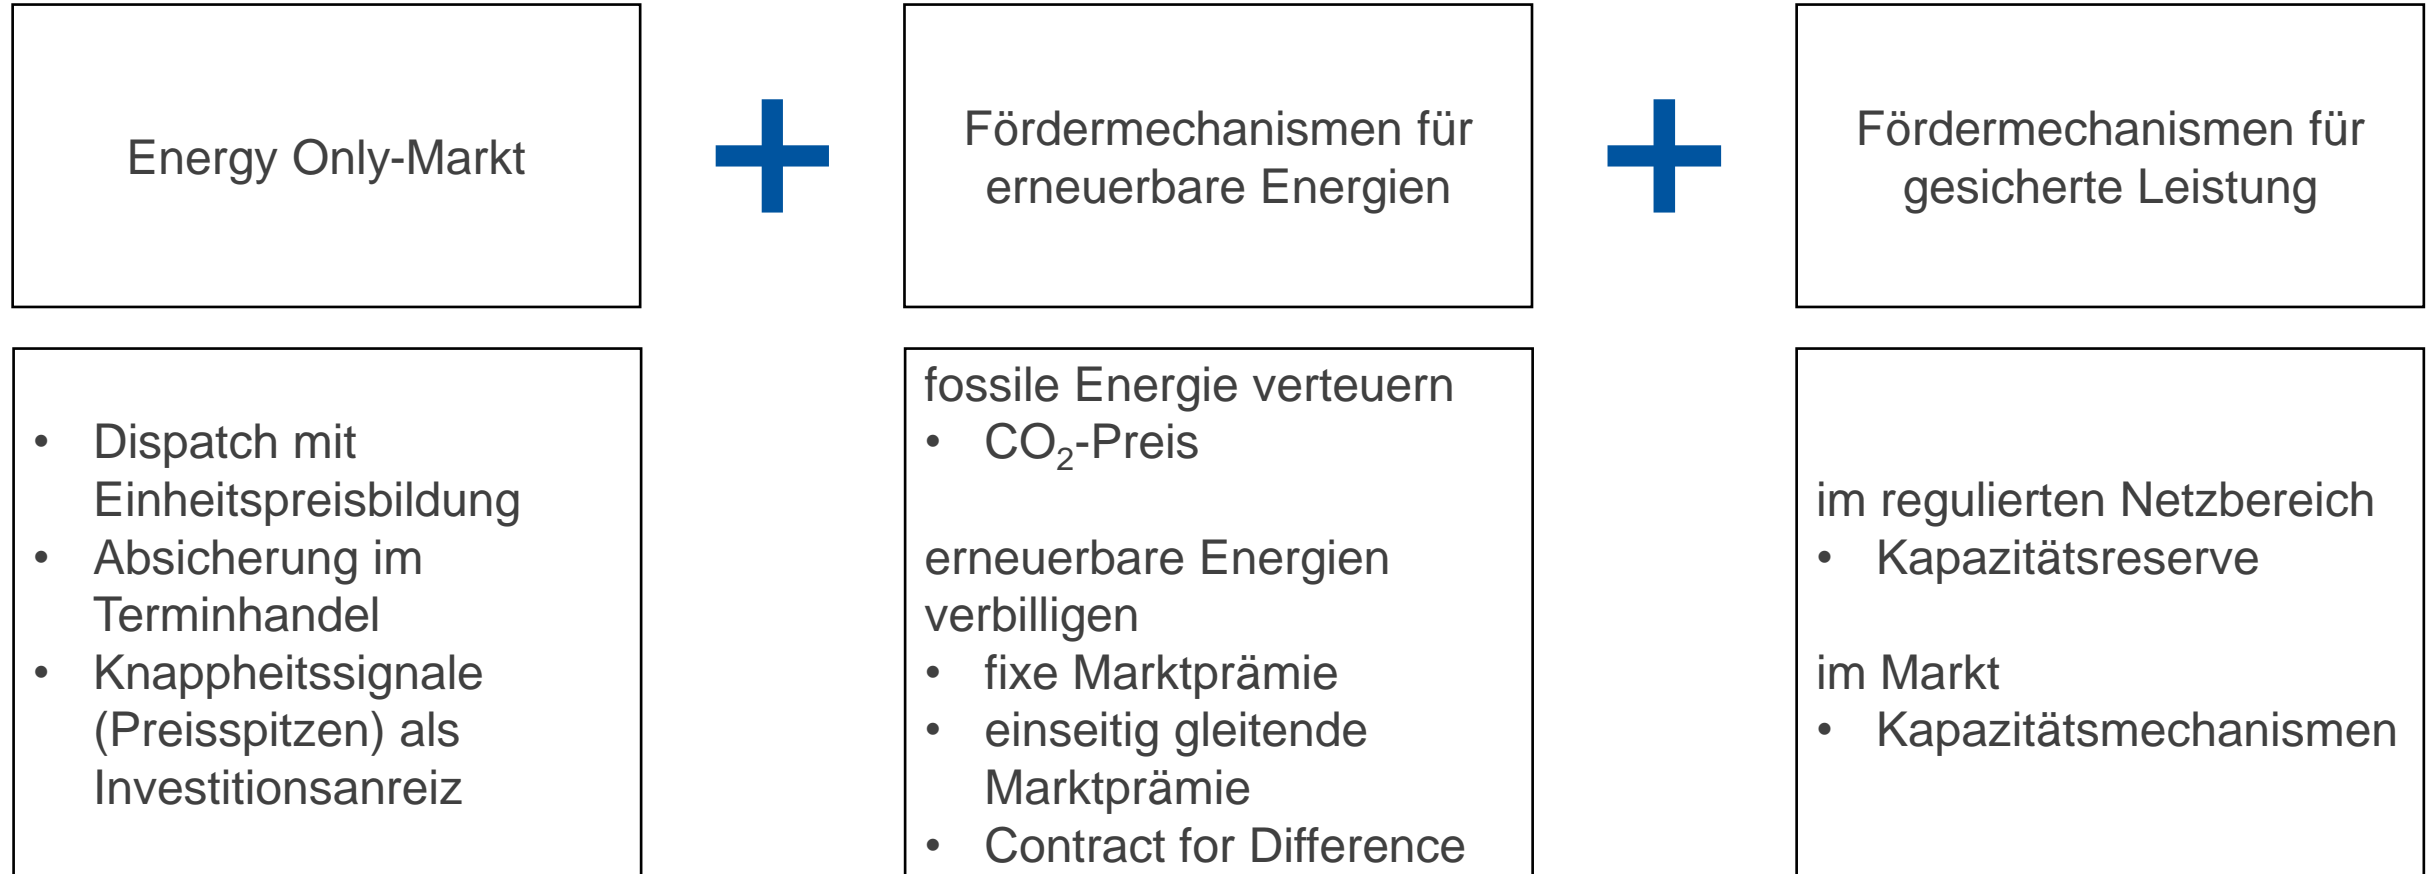 Energy Only-Markt
Fördermechanismen für
erneuerbare Energien
Fördermechanismen für
gesicherte Leistung
• Dispatch mit
Einheitspreisbildung
• Absicherung im
Terminhandel
• Knappheitssignale
(Preisspitzen) als
Investitionsanreiz
fossile Energie verteuern
• CO₂-Preis
erneuerbare Energien
verbilligen
• fixe Marktprämie
• einseitig gleitende
Marktprämie
• Contract for Difference
im regulierten Netzbereich
• Kapazitätsreserve
im Markt
• Kapazitätsmechanismen